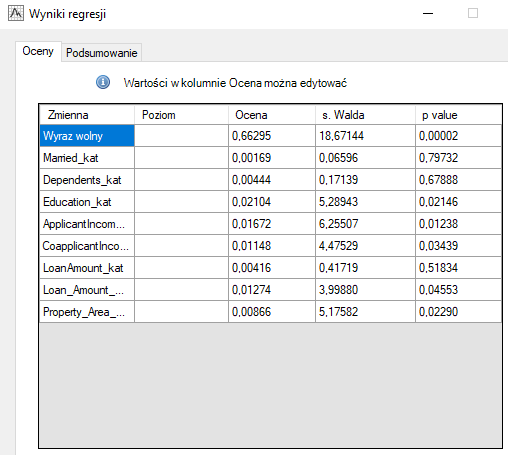 Wyniki regresji
Oceny Podsumowanie
Wartości w kolumnie Ocena można edytować
Zmienna Poziom Ocena s. Walda p value
Wyraz wolny 0,66295 18,67144 0,00002
Married_kat 0,00169 0,06596 0,79732
Dependents_kat 0,00444 0,17139 0,67888
Education_kat 0,02104 5,28943 0,02146
ApplicantIncom... 0,01672 6,25507 0,01238
CoapplicantInco... 0,01148 4,47529 0,03439
LoanAmount_kat 0,00416 0,41719 0,51834
Loan_Amount_... 0,01274 3,99880 0,04553
Property_Area_... 0,00866 5,17582 0,02290